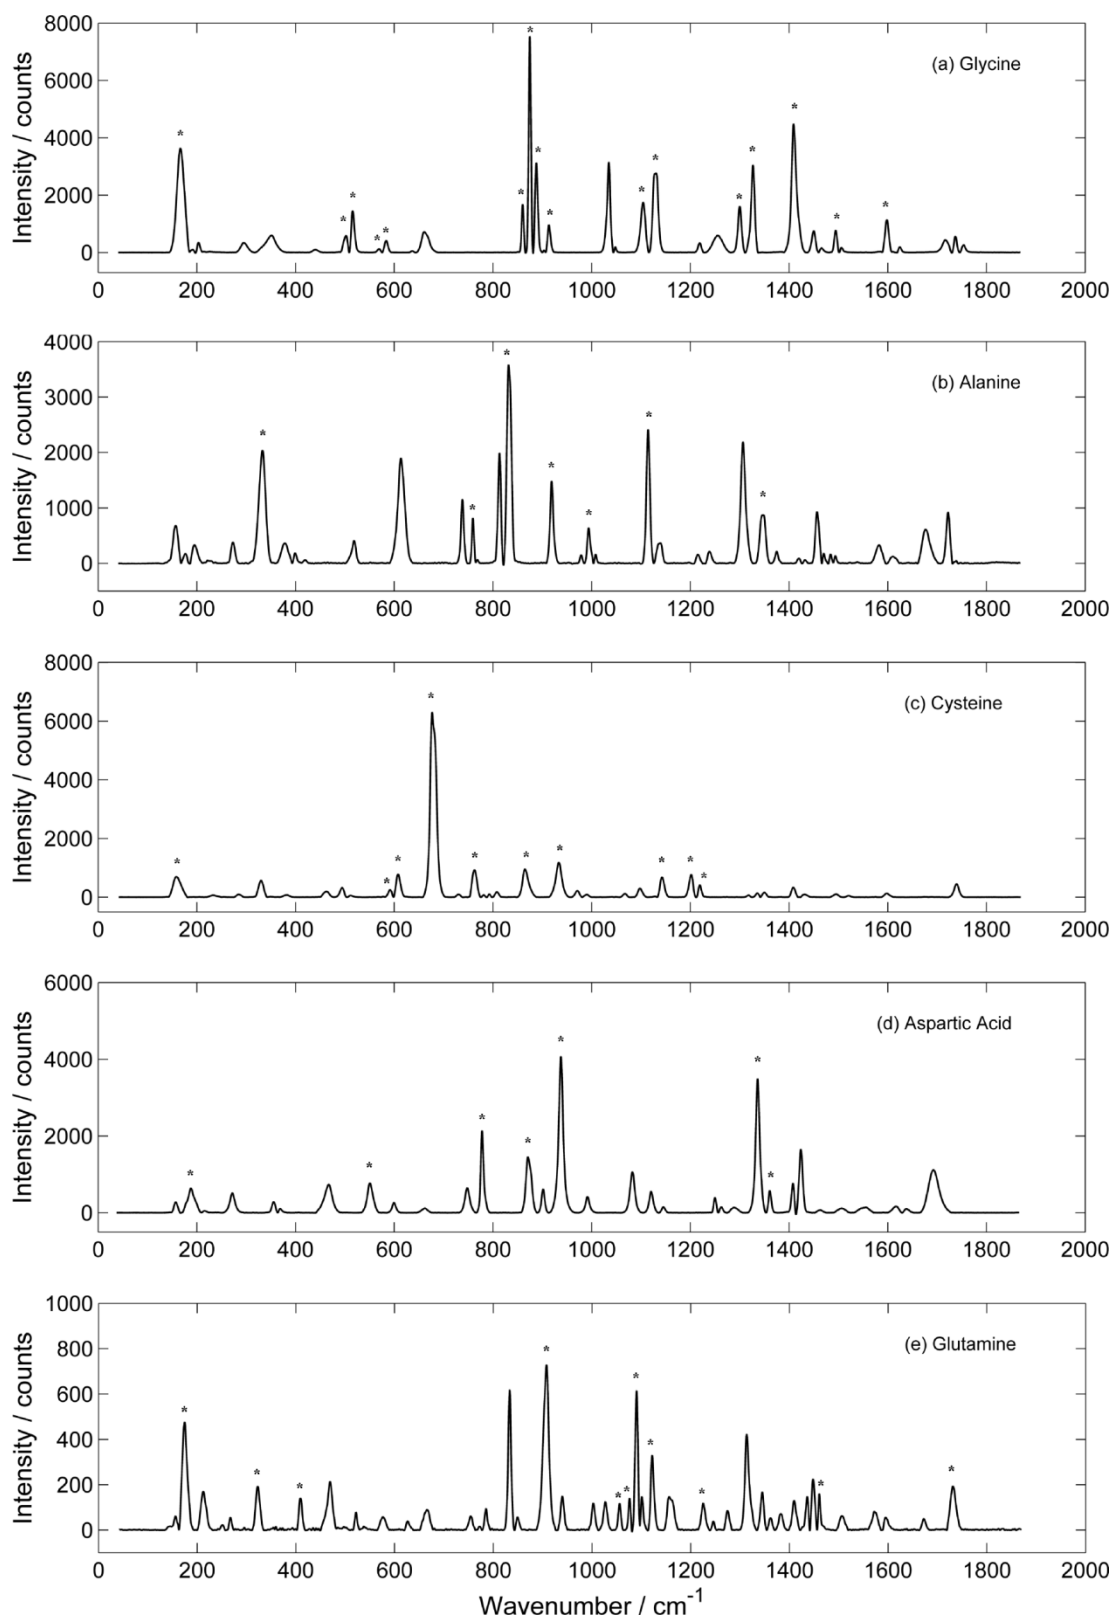 8000
*
(a) Glycine
6000
*
4000
*
* * * *
Intensity / counts
2000
* * * * * * * *
* *
0
0 200 400 600 800 1000 1200 1400 1600 1800 2000
4000
*
(b) Alanine
3000
* *
2000
*
Intensity / counts
1000
* * *
0
0 200 400 600 800 1000 1200 1400 1600 1800 2000
8000
*
(c) Cysteine
6000
4000
Intensity / counts
2000
* * * * * * * * *
0
0 200 400 600 800 1000 1200 1400 1600 1800 2000
6000
(d) Aspartic Acid
* *
4000
Intensity / counts
*
2000
* * * *
0
0 200 400 600 800 1000 1200 1400 1600 1800 2000
1000
(e) Glutamine
800
*
*
600
*
400
*
Intensity / counts
* * *
200
* * * * *
0
0 200 400 600 800 1000 1200 1400 1600 1800 2000
Wavenumber / cm⁻¹